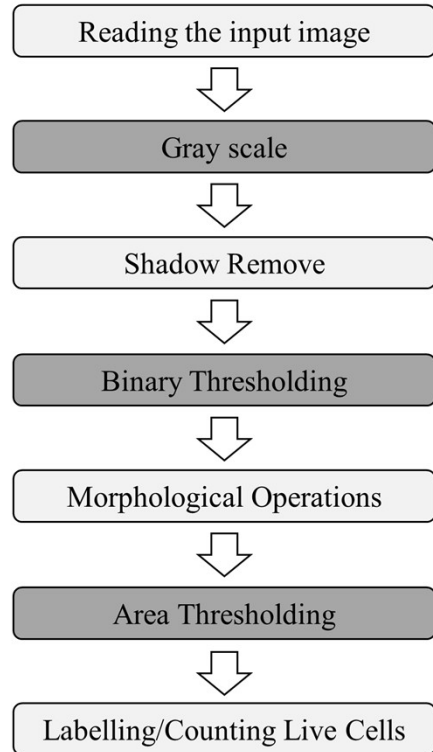 Reading the input image
Gray scale
Shadow Remove
Binary Thresholding
Morphological Operations
Area Thresholding
Labelling/Counting Live Cells